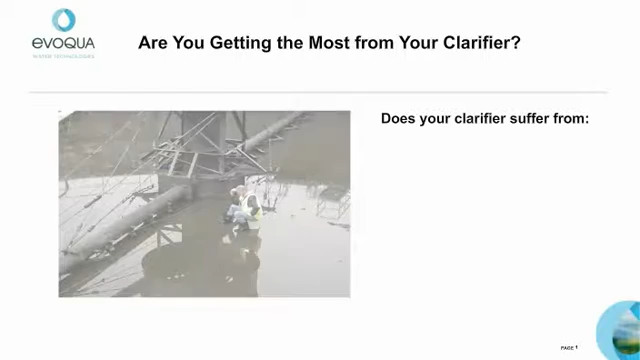 evoqua
WATER TECHNOLOGIES
Are You Getting the Most from Your Clarifier?
Does your clarifier suffer from:
PAGE 1